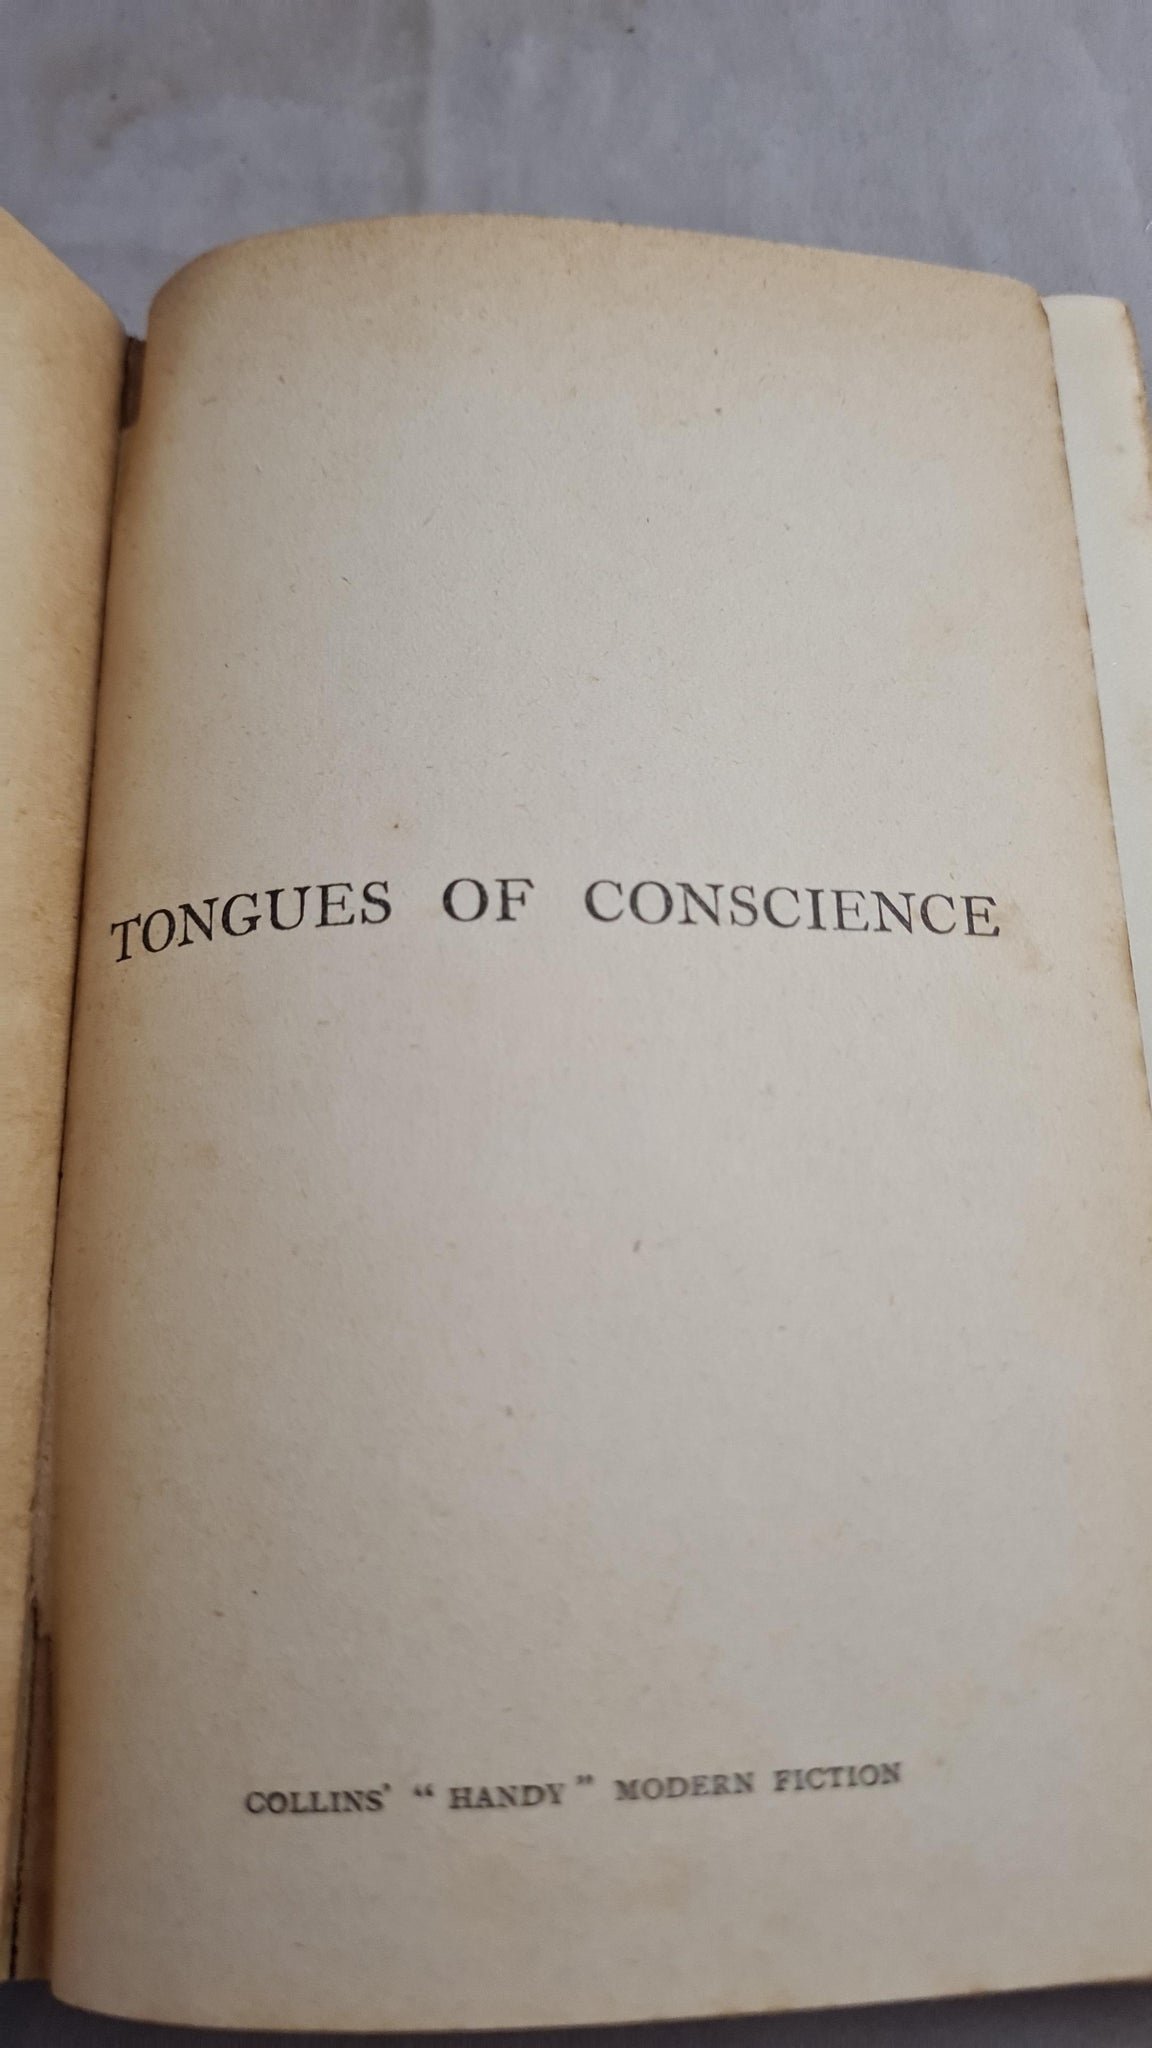 TONGUES OF CONSCIENCE
COLLINS' "HANDY" MODERN FICTION